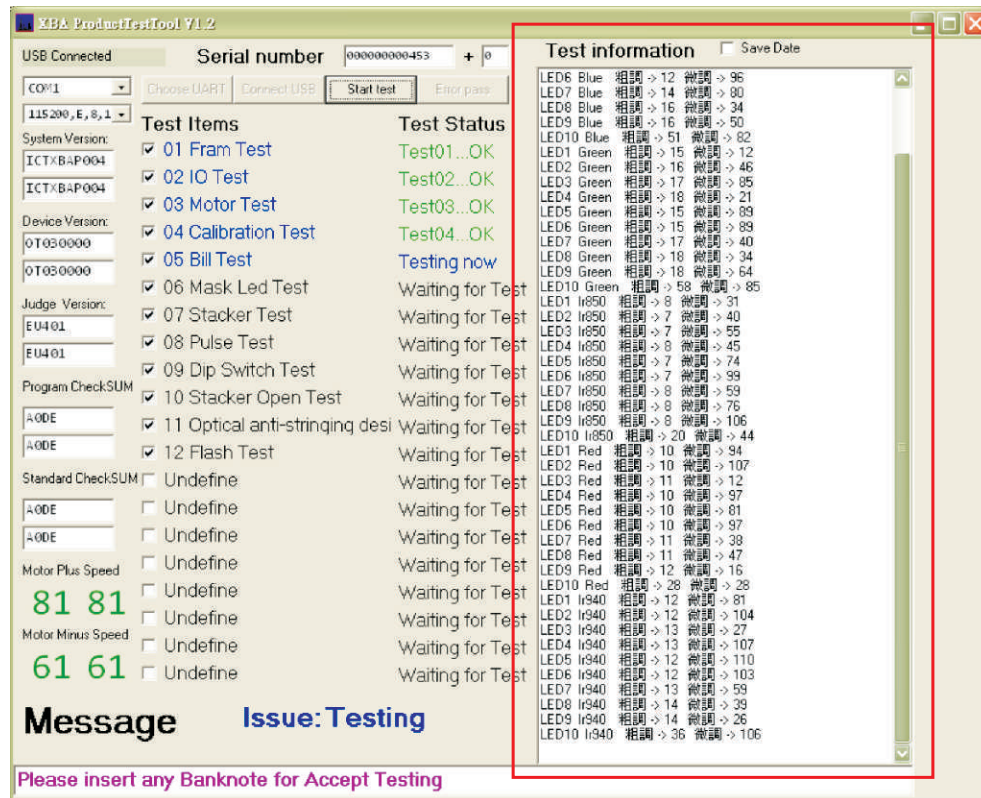 XBA ProductTestTool V1.2
USB Connected
Serial number
000000000453
+
0
COM1
Choose UART
Connect USB
Start test
Error pass
115200,E,8,1
System Version:
ICTXBAP004
ICTXBAP004
Device Version:
OT030000
OT030000
Judge Version:
EU401
EU401
Program CheckSUM
A0DE
A0DE
Standard CheckSUM
A0DE
A0DE
Motor Plus Speed
81 81
Motor Minus Speed
61 61
Test Items Test Status
01 Fram Test Test01...OK
02 IO Test Test02...OK
03 Motor Test Test03...OK
04 Calibration Test Test04...OK
05 Bill Test Testing now
06 Mask Led Test Waiting for Test
07 Stacker Test Waiting for Test
08 Pulse Test Waiting for Test
09 Dip Switch Test Waiting for Test
10 Stacker Open Test Waiting for Test
11 Optical anti-stringing desi Waiting for Test
12 Flash Test Waiting for Test
Undefine Waiting for Test
Undefine Waiting for Test
Undefine Waiting for Test
Undefine Waiting for Test
Undefine Waiting for Test
Undefine Waiting for Test
Undefine Waiting for Test
Undefine Waiting for Test
Test information
Save Date
LED6 Blue 粗調 -> 12 微調 -> 96
LED7 Blue 粗調 -> 14 微調 -> 80
LED8 Blue 粗調 -> 16 微調 -> 34
LED9 Blue 粗調 -> 16 微調 -> 50
LED10 Blue 粗調 -> 51 微調 -> 82
LED1 Green 粗調 -> 15 微調 -> 12
LED2 Green 粗調 -> 16 微調 -> 46
LED3 Green 粗調 -> 17 微調 -> 85
LED4 Green 粗調 -> 18 微調 -> 21
LED5 Green 粗調 -> 15 微調 -> 89
LED6 Green 粗調 -> 15 微調 -> 89
LED7 Green 粗調 -> 17 微調 -> 40
LED8 Green 粗調 -> 18 微調 -> 34
LED9 Green 粗調 -> 18 微調 -> 64
LED10 Green 粗調 -> 58 微調 -> 85
LED1 Ir850 粗調 -> 8 微調 -> 31
LED2 Ir850 粗調 -> 7 微調 -> 40
LED3 Ir850 粗調 -> 7 微調 -> 55
LED4 Ir850 粗調 -> 8 微調 -> 45
LED5 Ir850 粗調 -> 7 微調 -> 74
LED6 Ir850 粗調 -> 7 微調 -> 99
LED7 Ir850 粗調 -> 8 微調 -> 59
LED8 Ir850 粗調 -> 8 微調 -> 76
LED9 Ir850 粗調 -> 8 微調 -> 106
LED10 Ir850 粗調 -> 20 微調 -> 44
LED1 Red 粗調 -> 10 微調 -> 94
LED2 Red 粗調 -> 10 微調 -> 107
LED3 Red 粗調 -> 11 微調 -> 12
LED4 Red 粗調 -> 10 微調 -> 97
LED5 Red 粗調 -> 10 微調 -> 81
LED6 Red 粗調 -> 10 微調 -> 97
LED7 Red 粗調 -> 11 微調 -> 38
LED8 Red 粗調 -> 11 微調 -> 47
LED9 Red 粗調 -> 12 微調 -> 16
LED10 Red 粗調 -> 28 微調 -> 28
LED1 Ir940 粗調 -> 12 微調 -> 81
LED2 Ir940 粗調 -> 12 微調 -> 104
LED3 Ir940 粗調 -> 13 微調 -> 27
LED4 Ir940 粗調 -> 13 微調 -> 107
LED5 Ir940 粗調 -> 12 微調 -> 110
LED6 Ir940 粗調 -> 12 微調 -> 103
LED7 Ir940 粗調 -> 13 微調 -> 59
LED8 Ir940 粗調 -> 14 微調 -> 39
LED9 Ir940 粗調 -> 14 微調 -> 26
LED10 Ir940 粗調 -> 36 微調 -> 106
Message Issue:Testing
Please insert any Banknote for Accept Testing